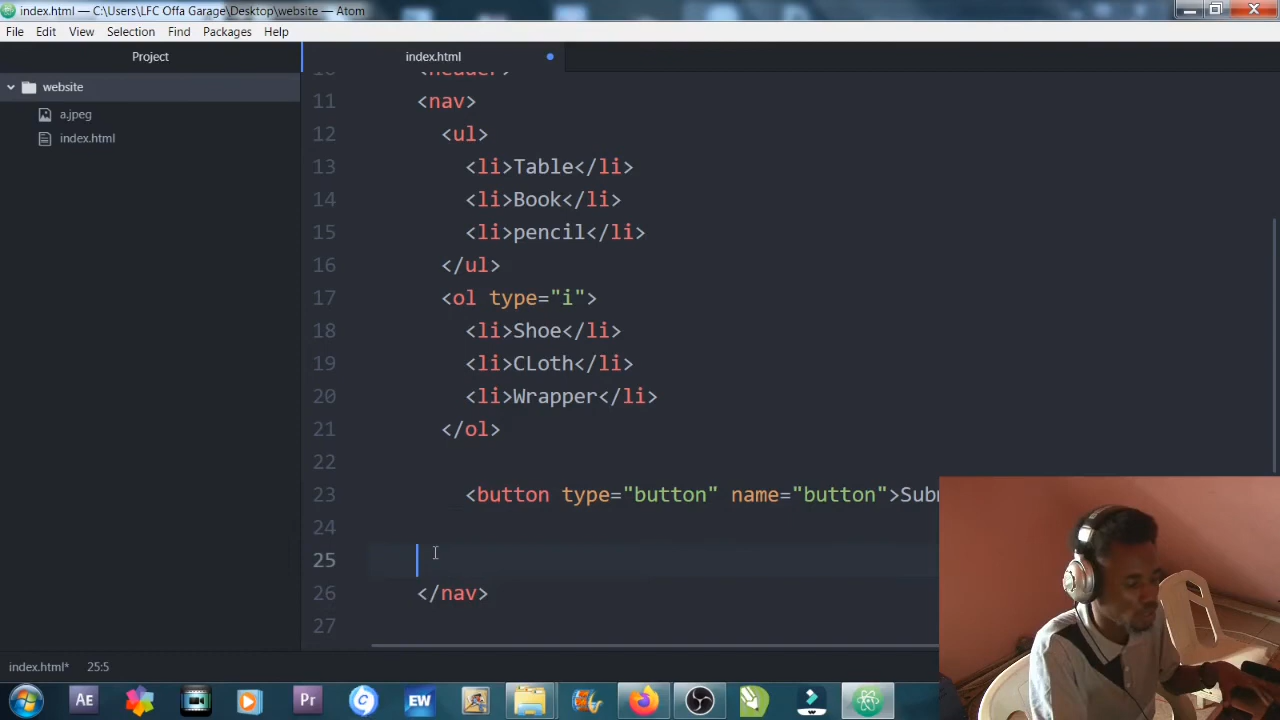 index.html — C:\Users\LFC Offa Garage\Desktop\website — Atom
File Edit View Selection Find Packages Help
Project
index.html
website
a.jpeg
index.html
11 <nav>
12 <ul>
13 <li>Table</li>
14 <li>Book</li>
15 <li>pencil</li>
16 </ul>
17 <ol type="i">
18 <li>Shoe</li>
19 <li>CLoth</li>
20 <li>Wrapper</li>
21 </ol>
22
23 <button type="button" name="button">
24
25
26 </nav>
27
index.html* 25:5
Ae
Pr
EW